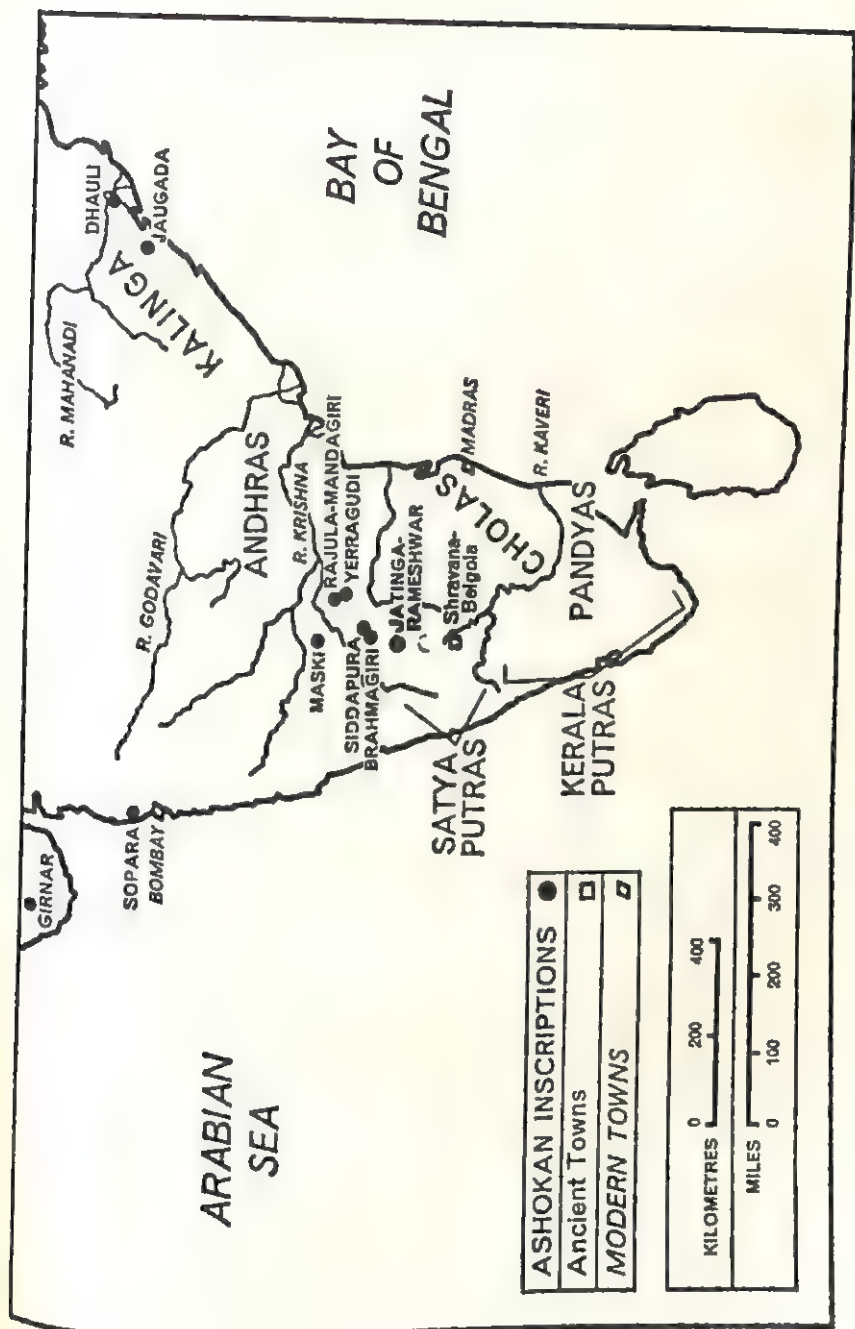 DHAULI
JAUGADA
R. MAHANADI
KALINGA
BAY
OF
BENGAL
GIRNAR
SOPARA
BOMBAY
R. GODAVARI
ANDHRAS
R. KRISHNA
RAJULA-MANDAGIRI
YERRAGUDI
MASKI
SIDDAPURA
BRAHMAGIRI
JATINGA-
RAMESHWAR
Shravana-
Belgola
CHOLAS
MADRAS
R. KAVERI
SATYA
PUTRAS
KERALA
PUTRAS
PANDYAS
ARABIAN
SEA
ASHOKAN INSCRIPTIONS
Ancient Towns
MODERN TOWNS
KILOMETRES 0 200 400
MILES 0 100 200 300 400